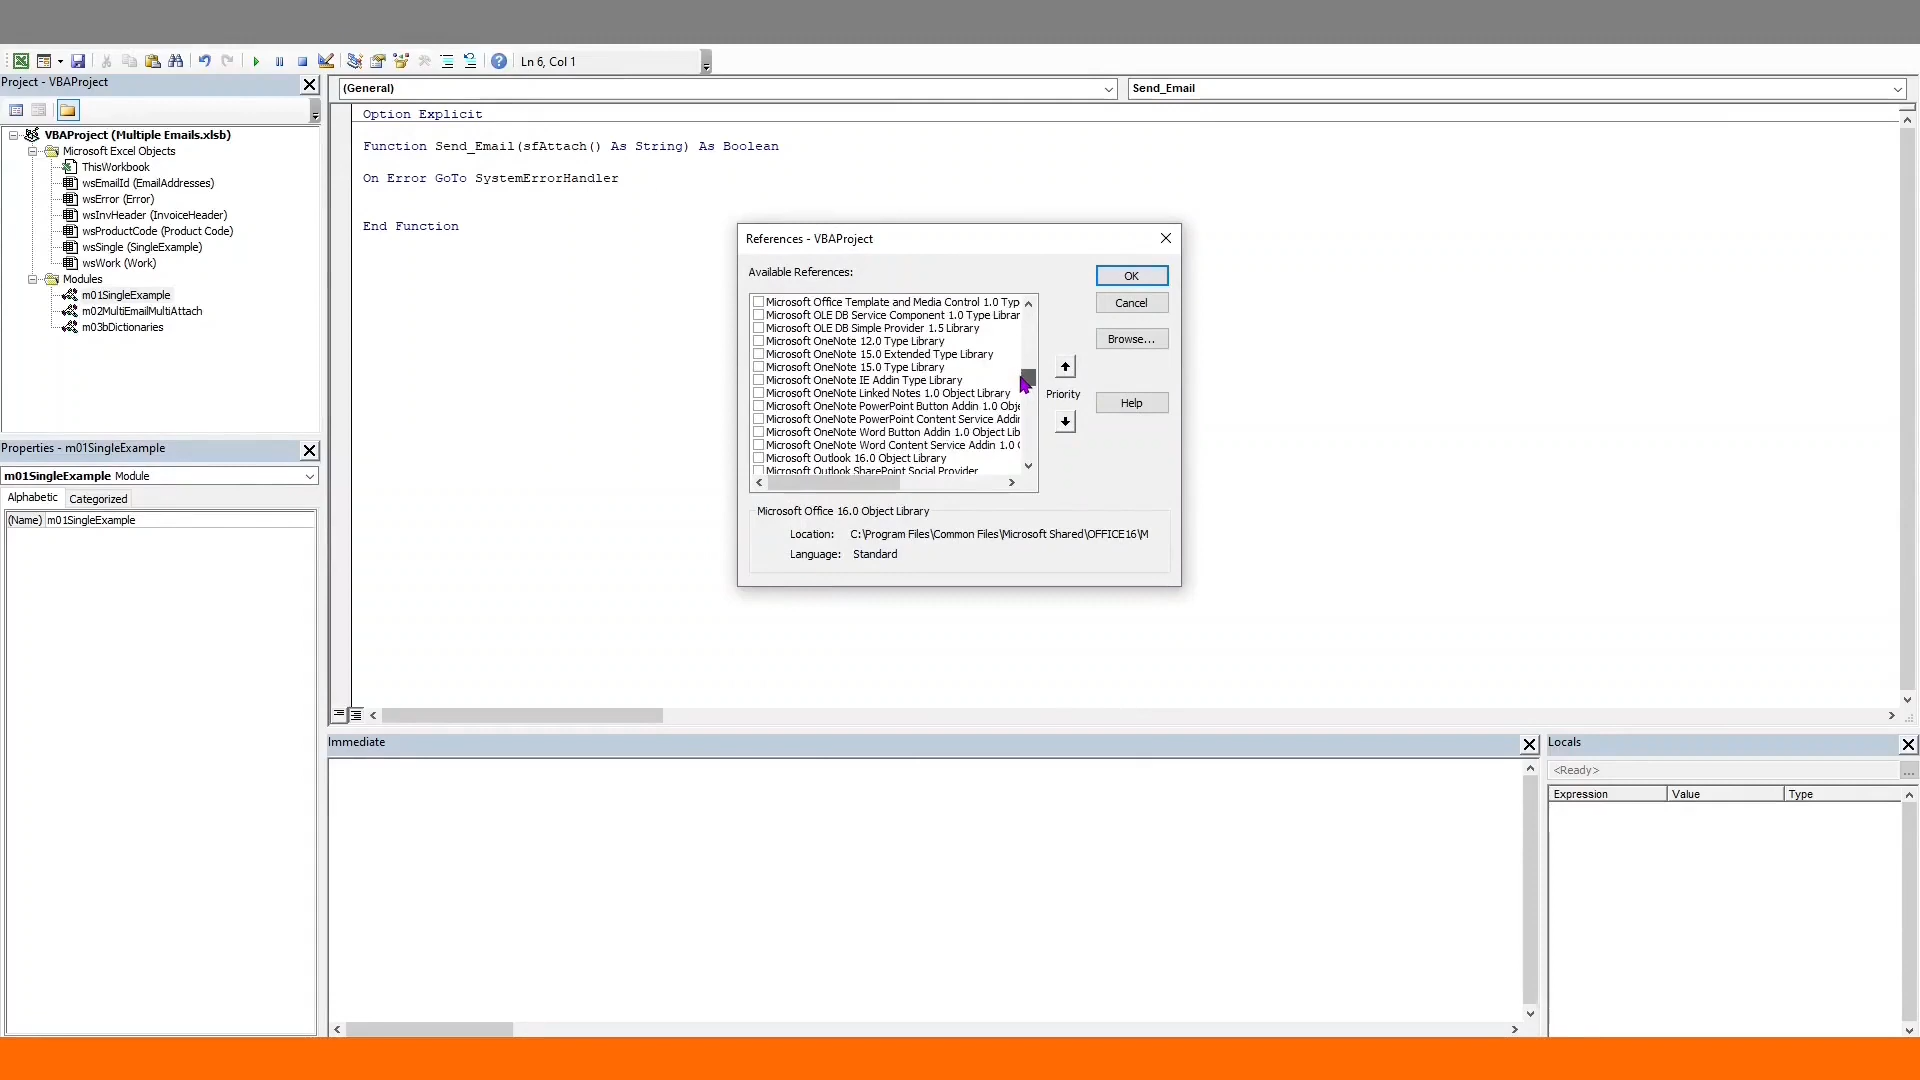 Ln 6, Col 1
Project - VBAProject
(General)
Send_Email
VBAProject (Multiple Emails.xlsb)
Microsoft Excel Objects
ThisWorkbook
wsEmailId (EmailAddresses)
wsError (Error)
wsInvHeader (InvoiceHeader)
wsProductCode (Product Code)
wsSingle (SingleExample)
wsWork (Work)
Modules
m01SingleExample
m02MultiEmailMultiAttach
m03bDictionaries
Option Explicit
Function Send_Email(sfAttach() As String) As Boolean
On Error GoTo SystemErrorHandler
End Function
References - VBAProject
Available References:
Microsoft Office Template and Media Control 1.0 Typ
Microsoft OLE DB Service Component 1.0 Type Librar
Microsoft OLE DB Simple Provider 1.5 Library
Microsoft OneNote 12.0 Type Library
Microsoft OneNote 15.0 Extended Type Library
Microsoft OneNote 15.0 Type Library
Microsoft OneNote IE Addin Type Library
Microsoft OneNote Linked Notes 1.0 Object Library
Microsoft OneNote PowerPoint Button Addin 1.0 Obje
Microsoft OneNote PowerPoint Content Service Addin
Microsoft OneNote Word Button Addin 1.0 Object Lib
Microsoft OneNote Word Content Service Addin 1.0
Microsoft Outlook 16.0 Object Library
Microsoft Outlook SharePoint Social Provider
OK
Cancel
Browse...
Priority
Help
Microsoft Office 16.0 Object Library
Location: C:\Program Files\Common Files\Microsoft Shared\OFFICE16\M
Language: Standard
Properties - m01SingleExample
m01SingleExample Module
Alphabetic
Categorized
(Name) m01SingleExample
Immediate
Locals
<Ready>
...
Expression
Value
Type